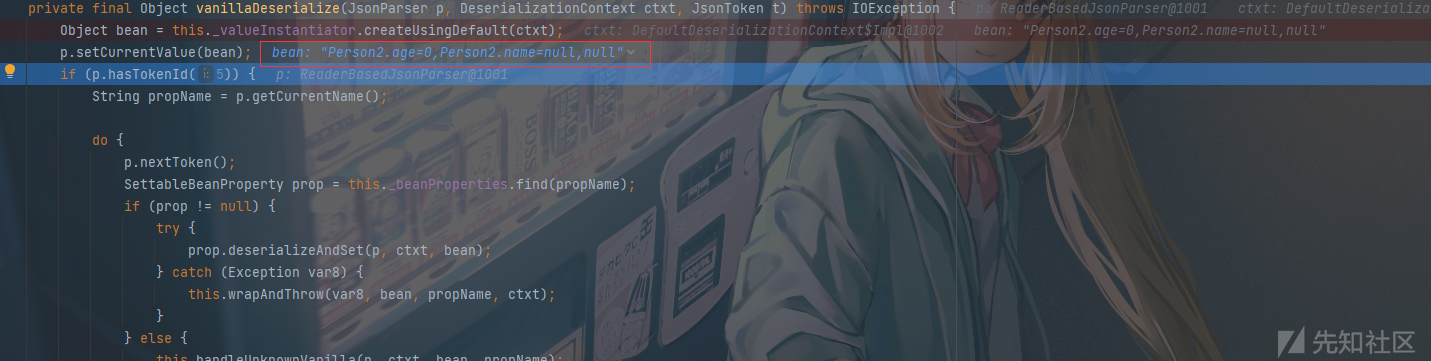 private final Object vanillaDeserialize(JsonParser p, DeserializationContext ctxt, JsonToken t) throws IOException {   p: ReaderBasedJsonParser@1001   ctxt: DefaultDeserializa
Object bean = this._valueInstantiator.createUsingDefault(ctxt);   ctxt: DefaultDeserializationContext$Impl@1002   bean: "Person2.age=0,Person2.name=null,null"
p.setCurrentValue(bean);   bean: "Person2.age=0,Person2.name=null,null"
if (p.hasTokenId( i: 5)) {   p: ReaderBasedJsonParser@1001
String propName = p.getCurrentName();
do {
p.nextToken();
SettableBeanProperty prop = this._beanProperties.find(propName);
if (prop != null) {
try {
prop.deserializeAndSet(p, ctxt, bean);
} catch (Exception var8) {
this.wrapAndThrow(var8, bean, propName, ctxt);
}
} else {
this.handleUnknownVanilla(p, ctxt, bean, propName);
先知社区